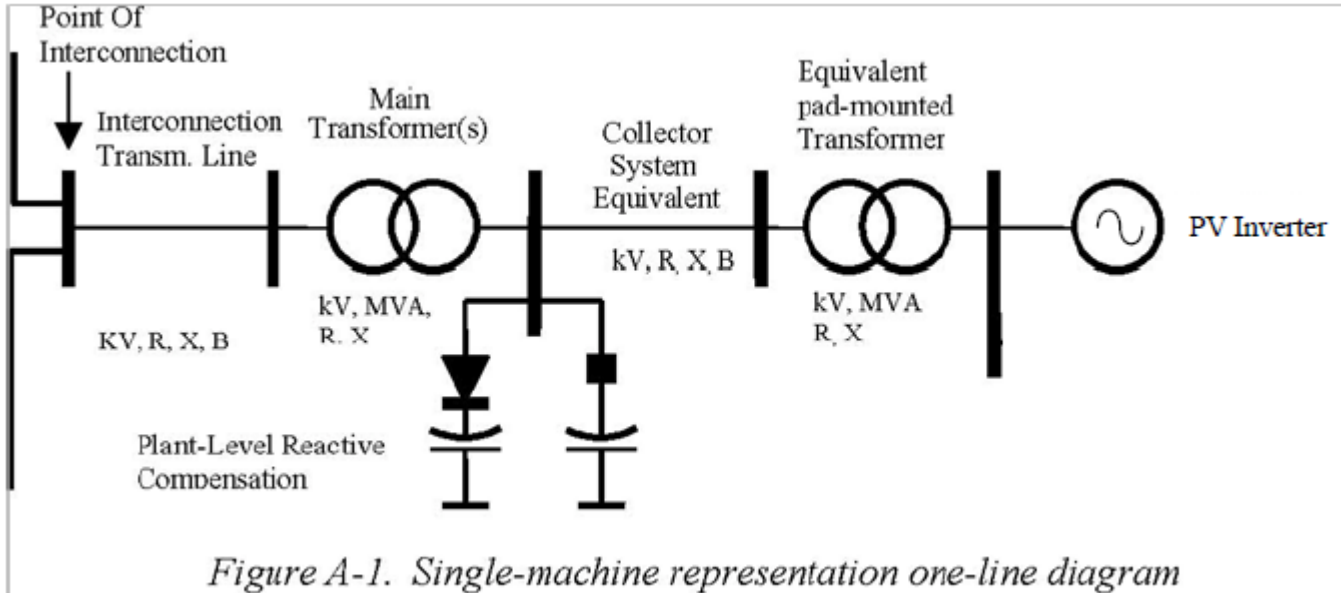 Point Of
Interconnection
Interconnection
Transm. Line
Main
Transformer(s)
Collector
System
Equivalent
Equivalent
pad-mounted
Transformer
PV Inverter
KV, R, X, B
kV, MVA,
R. X
kV, R, X, B
kV, MVA
R, X
Plant-Level Reactive
Compensation
Figure A-1. Single-machine representation one-line diagram